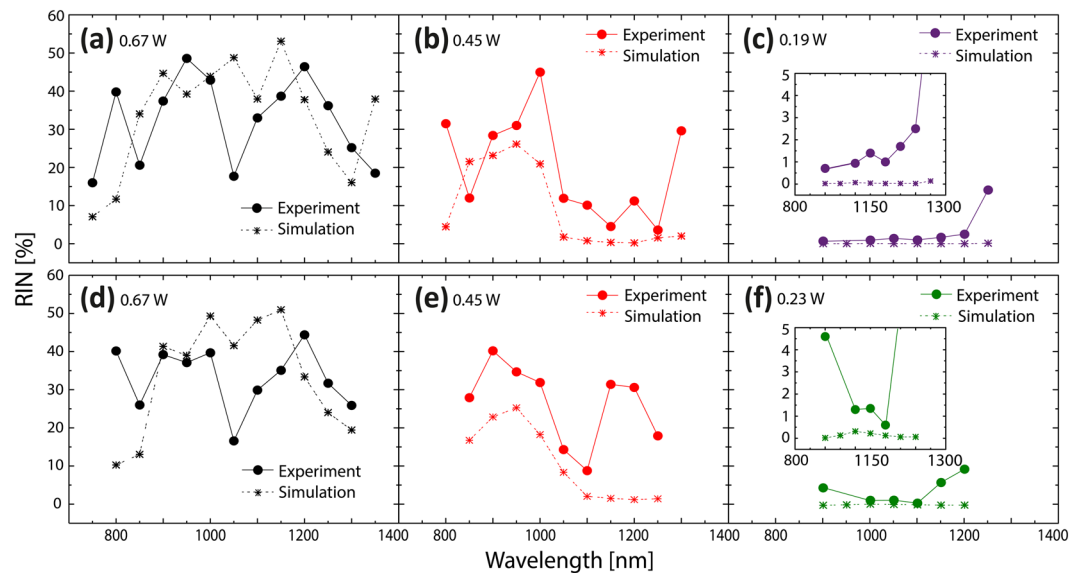 RIN [%]
60
50
40
30
20
10
0
(a) 0.67 W
Experiment
Simulation
(b) 0.45 W
Experiment
Simulation
(c) 0.19 W
Experiment
Simulation
5
4
3
2
1
0
800 1150 1300
60
50
40
30
20
10
0
(d) 0.67 W
Experiment
Simulation
(e) 0.45 W
Experiment
Simulation
(f) 0.23 W
Experiment
Simulation
5
4
3
2
1
0
800 1150 1300
800 1000 1200 1400
800 1000 1200 1400
800 1000 1200 1400
Wavelength [nm]